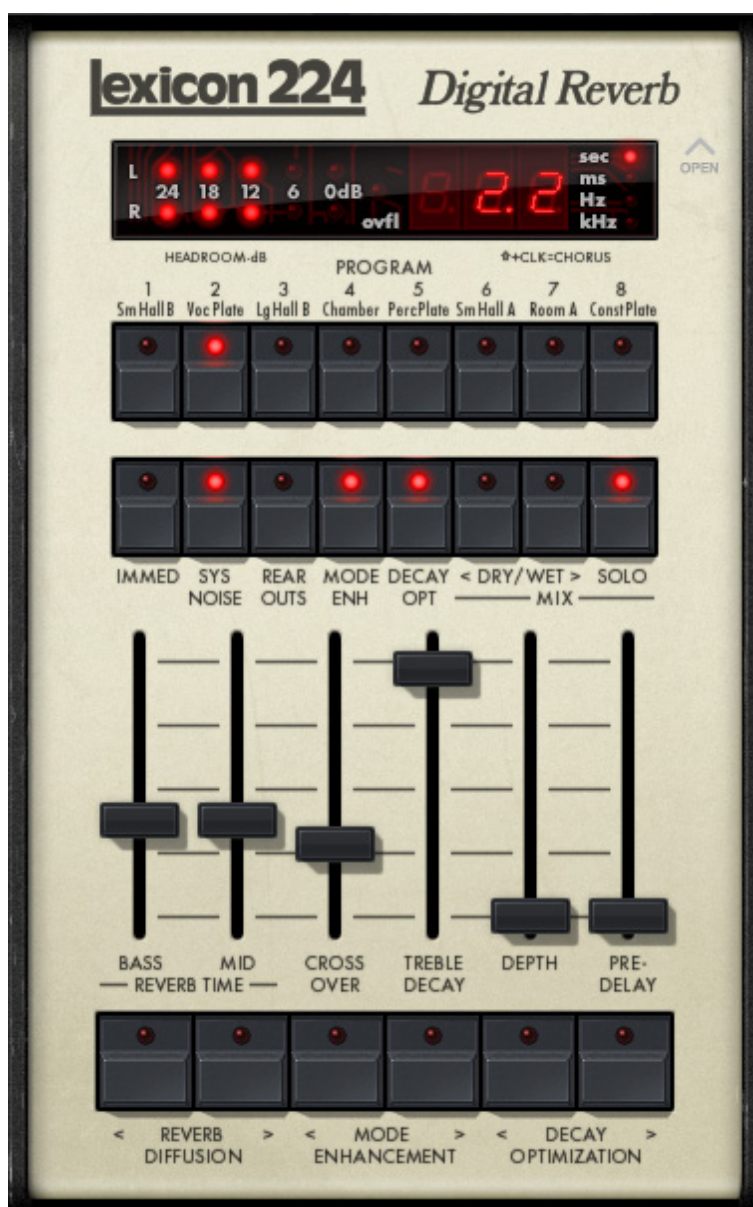 lexicon 224 Digital Reverb
OPEN
L
24 18 12 6 0dB
R
ovfl
2.2
sec
ms
Hz
kHz
HEADROOM-dB
PROGRAM
⇧+CLK=CHORUS
1 2 3 4 5 6 7 8
Sm Hall B Voc Plate Lg Hall B Chamber Perc Plate Sm Hall A Room A Const Plate
IMMED SYS REAR MODE DECAY < DRY/ WET > SOLO
NOISE OUTS ENH OPT MIX
BASS MID CROSS TREBLE DEPTH PRE-
REVERB TIME OVER DECAY DELAY
< REVERB > < MODE > < DECAY >
DIFFUSION ENHANCEMENT OPTIMIZATION